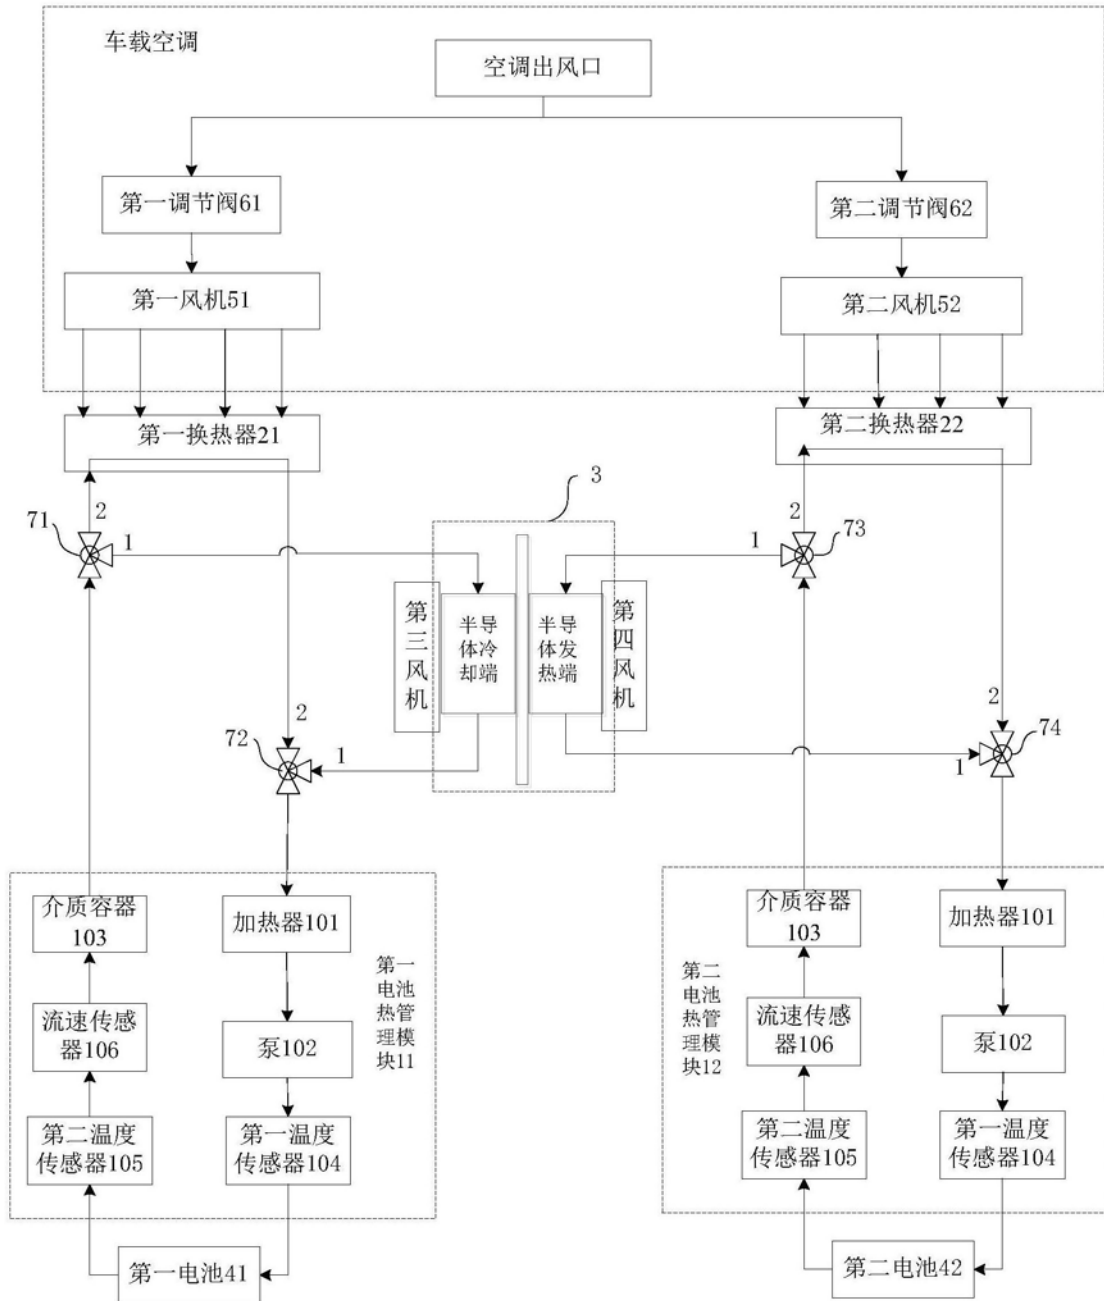 车载空调
空调出风口
第一调节阀61
第二调节阀62
第一风机51
第二风机52
第一换热器21
第二换热器22
3
71
2
1
2
1
73
第
三
风
机
半导
体冷
却端
半导
体发
热端
第
四
风
机
72
2
1
2
1
74
介质容器
103
加热器101
第一
电池
热管
理模
块11
流速传感
器106
泵102
第二温度
传感器105
第一温度
传感器104
第一电池41
介质容器
103
加热器101
第二
电池
热管
理模
块12
流速传感
器106
泵102
第二温度
传感器105
第一温度
传感器104
第二电池42